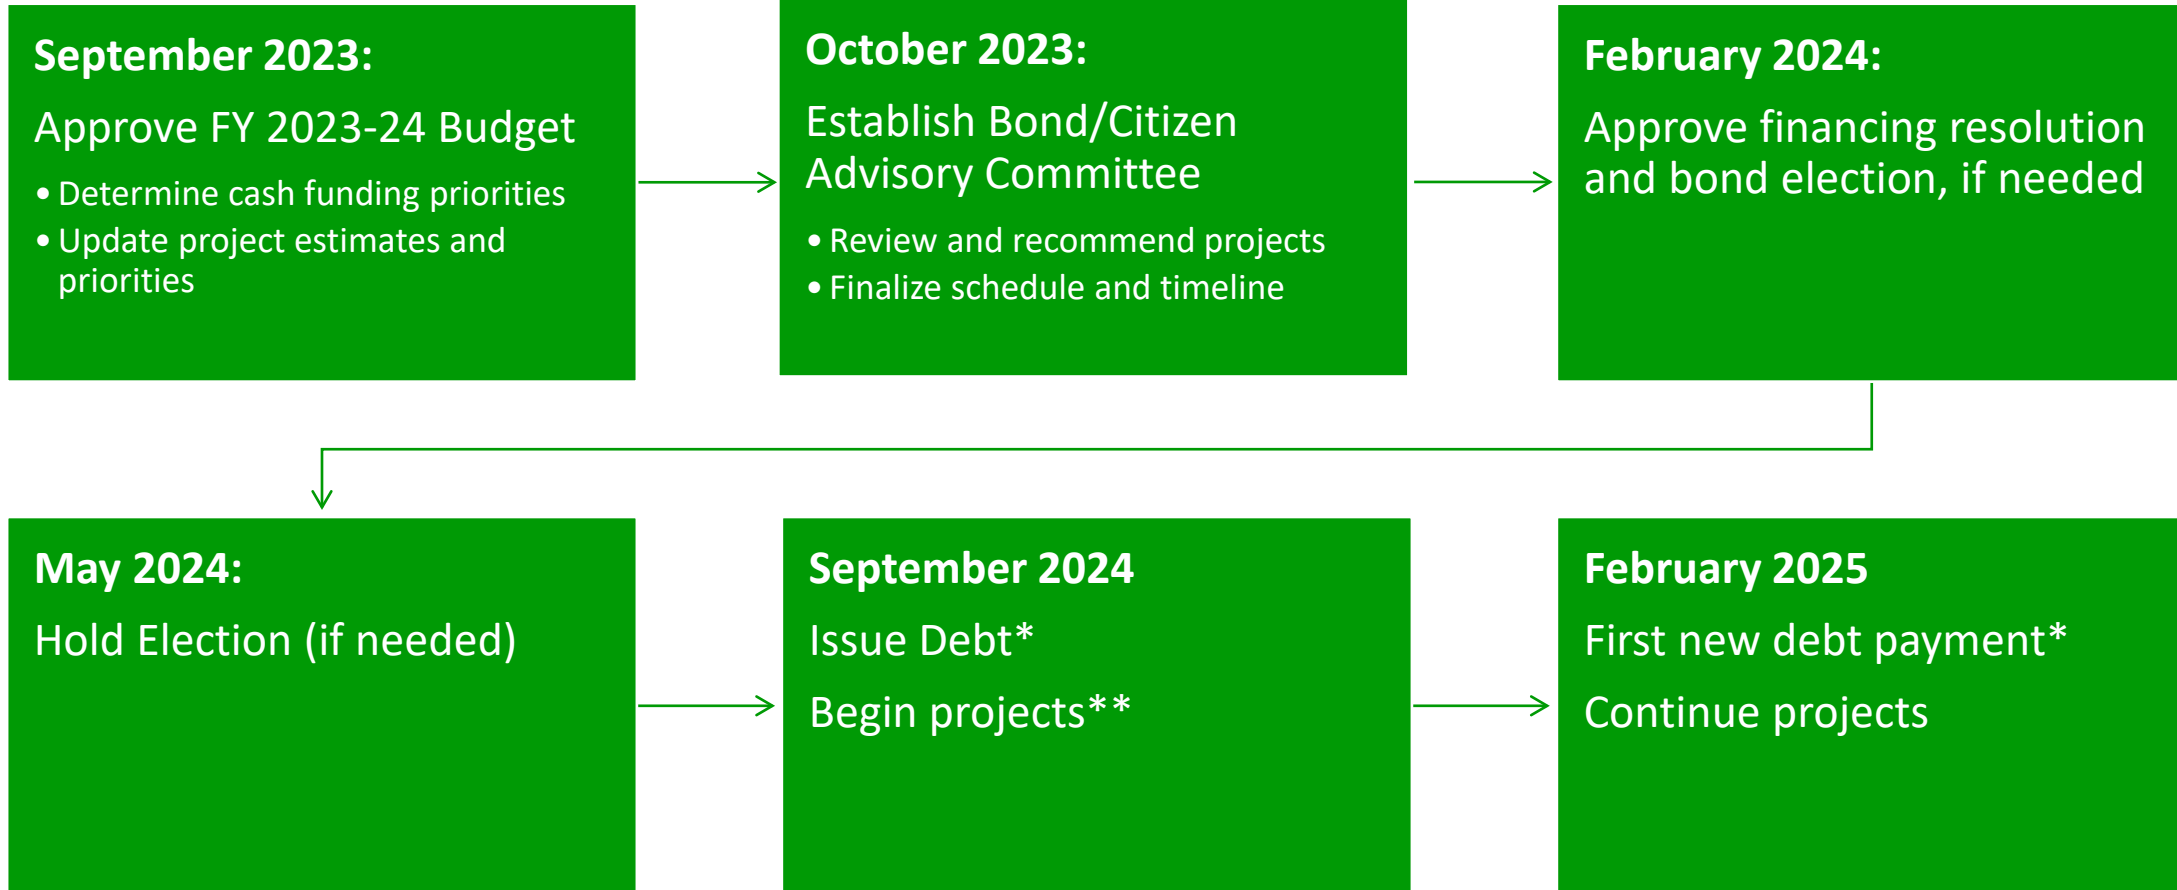 September 2023:
Approve FY 2023-24 Budget
• Determine cash funding priorities
• Update project estimates and
priorities
October 2023:
Establish Bond/Citizen
Advisory Committee
• Review and recommend projects
• Finalize schedule and timeline
February 2024:
Approve financing resolution
and bond election, if needed
May 2024:
Hold Election (if needed)
September 2024
Issue Debt*
Begin projects**
February 2025
First new debt payment*
Continue projects